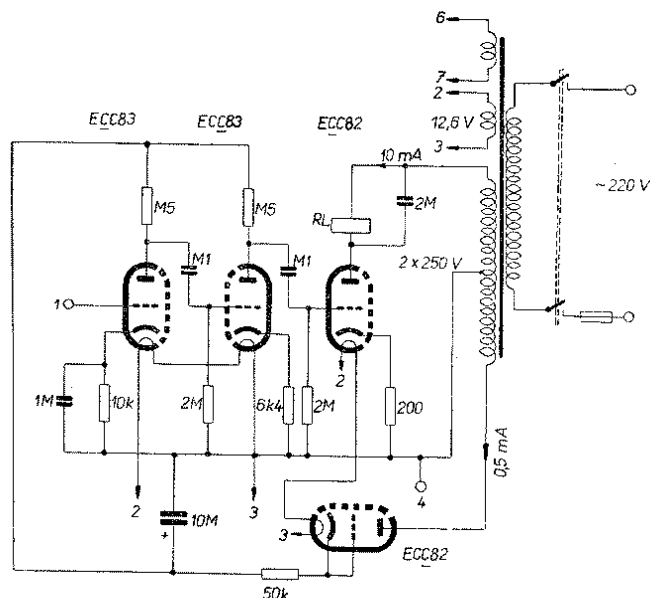 6
7
2
12,6 V
3
~220 V
ECC83
ECC83
ECC82
10 mA
M5
M5
RL
2M
M1
M1
2 x 250 V
1
2
1M
10k
2M
6k4
2M
200
0,5 mA
4
2
3
10M
+
3
ECC82
50k